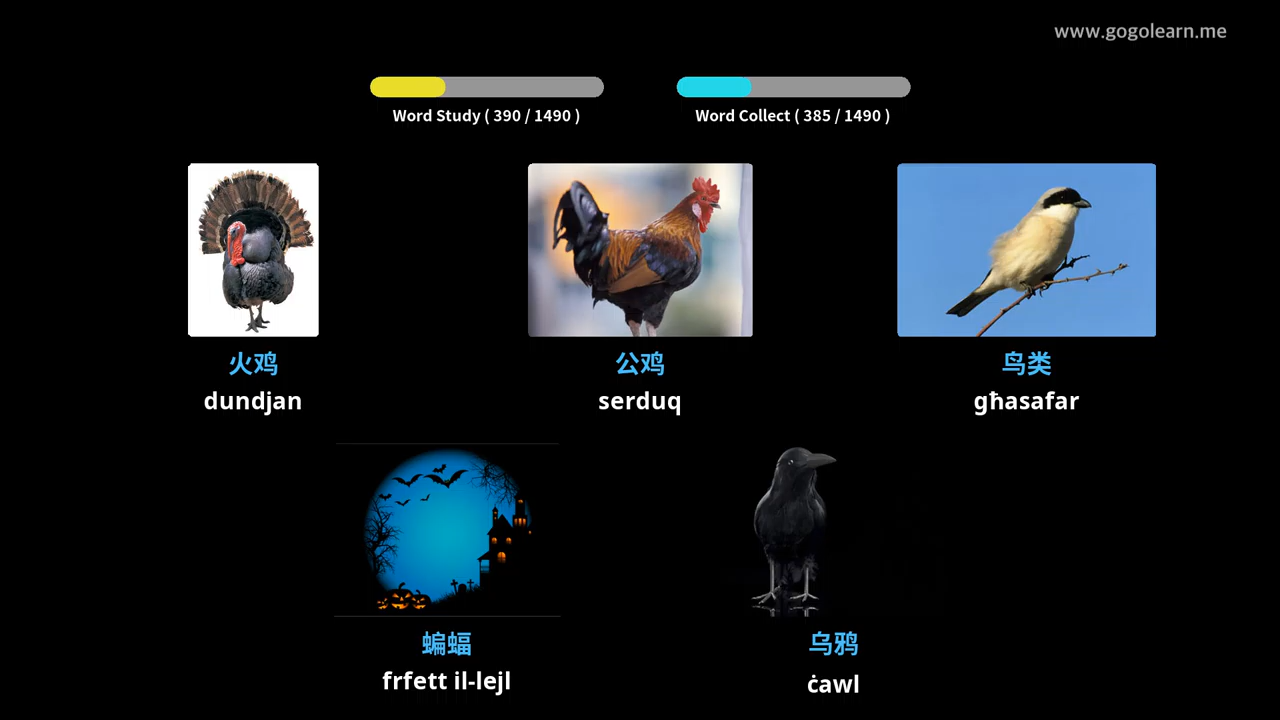 www.gogolearn.me
Word Study ( 390 / 1490 )
Word Collect ( 385 / 1490 )
火鸡
dundjan
公鸡
serduq
鸟类
għasafar
蝙蝠
frfett il-lejl
乌鸦
ċawl